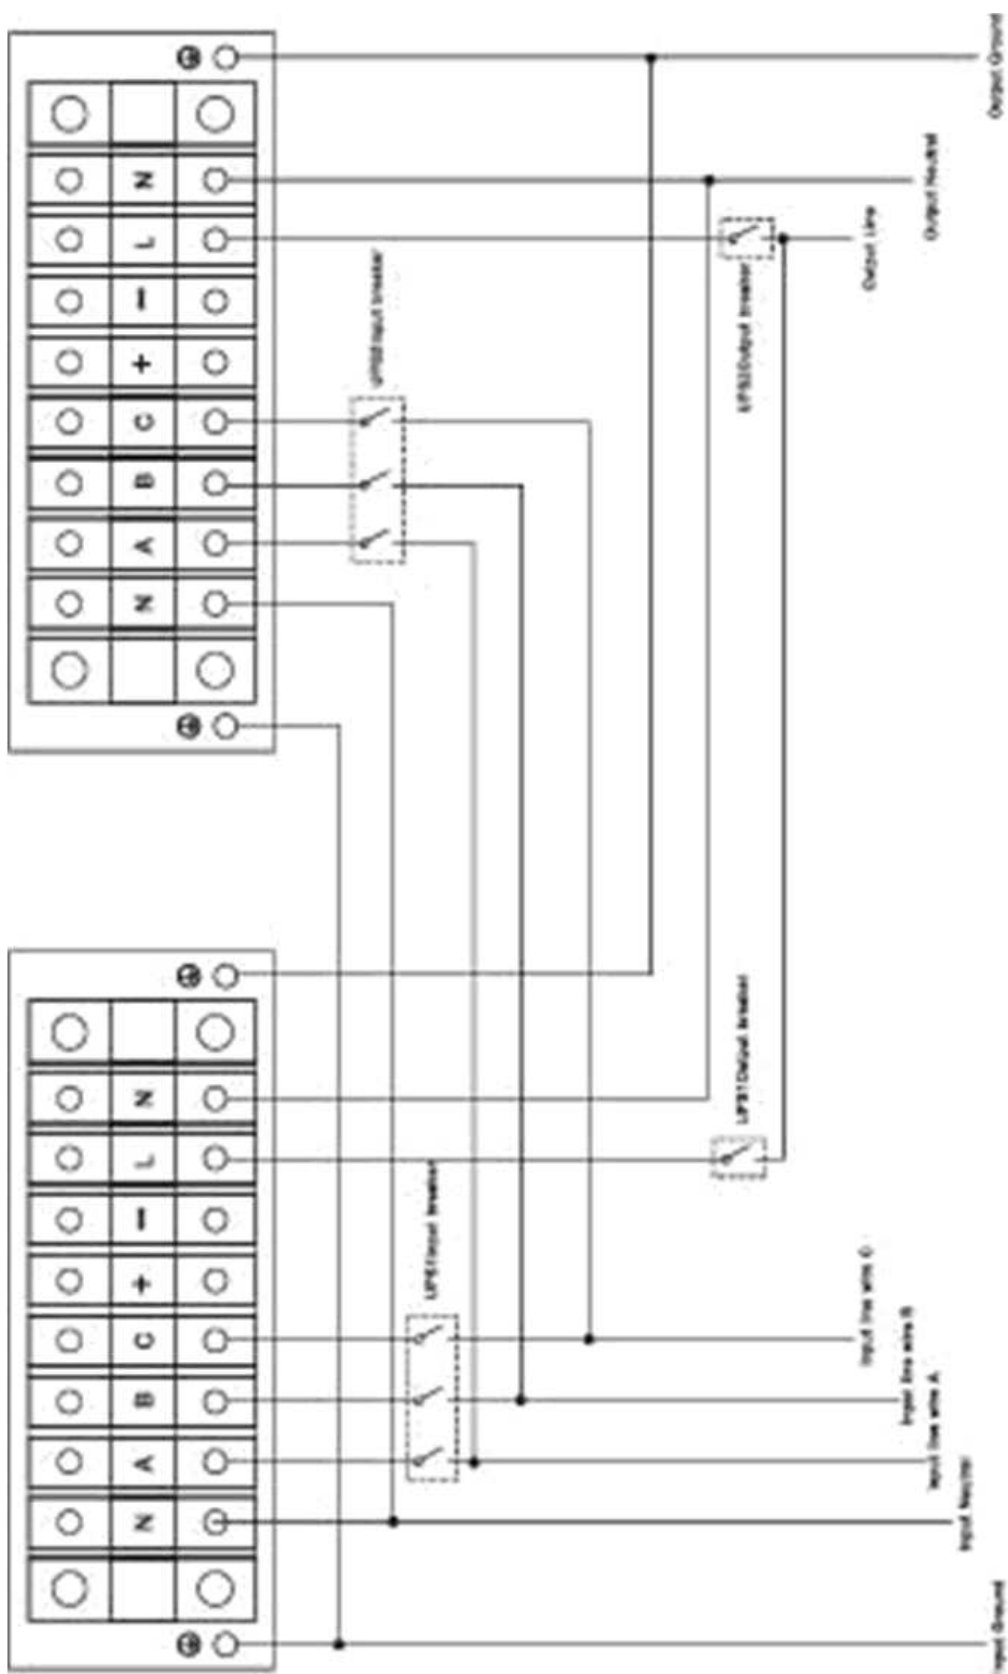 Output Ground
N
Output Neutral
L
Output Line
UPS2 Input breaker
UPS2 Output breaker
−
+
C
B
A
N
N
UPS1 Output breaker
L
UPS1 Input breaker
−
+
C
Input line wire C
B
Input line wire B
A
Input line wire A
N
Input Neutral
Input Ground